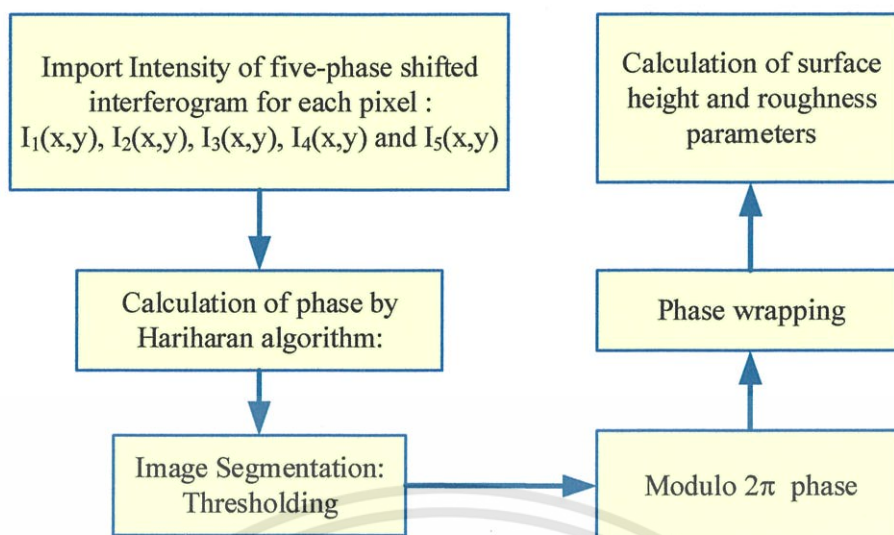 Import Intensity of five-phase shifted
interferogram for each pixel :
I₁(x,y), I₂(x,y), I₃(x,y), I₄(x,y) and I₅(x,y)
Calculation of phase by
Hariharan algorithm:
Image Segmentation:
Thresholding
Modulo 2π phase
Phase wrapping
Calculation of surface
height and roughness
parameters